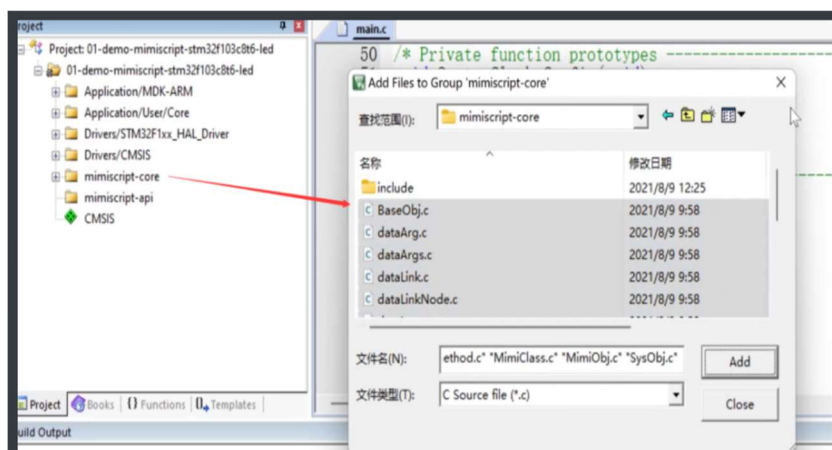 roject
Project: 01-demo-mimiscript-stm32f103c8t6-led
01-demo-mimiscript-stm32f103c8t6-led
Application/MDK-ARM
Application/User/Core
Drivers/STM32F1xx_HAL_Driver
Drivers/CMSIS
mimiscript-core
mimiscript-api
CMSIS
Project Books {} Functions Templates
uild Output
main.c
50 /* Private function prototypes
Add Files to Group 'mimiscript-core'
查找范围(I): mimiscript-core
名称 修改日期
include 2021/8/9 12:25
BaseObj.c 2021/8/9 9:58
dataArg.c 2021/8/9 9:58
dataArgs.c 2021/8/9 9:58
dataLink.c 2021/8/9 9:58
dataLinkNode.c 2021/8/9 9:58
文件名(N): ethod.c" "MimiClass.c" "MimiObj.c" "SysObj.c" Add
文件类型(T): C Source file (*.c) Close